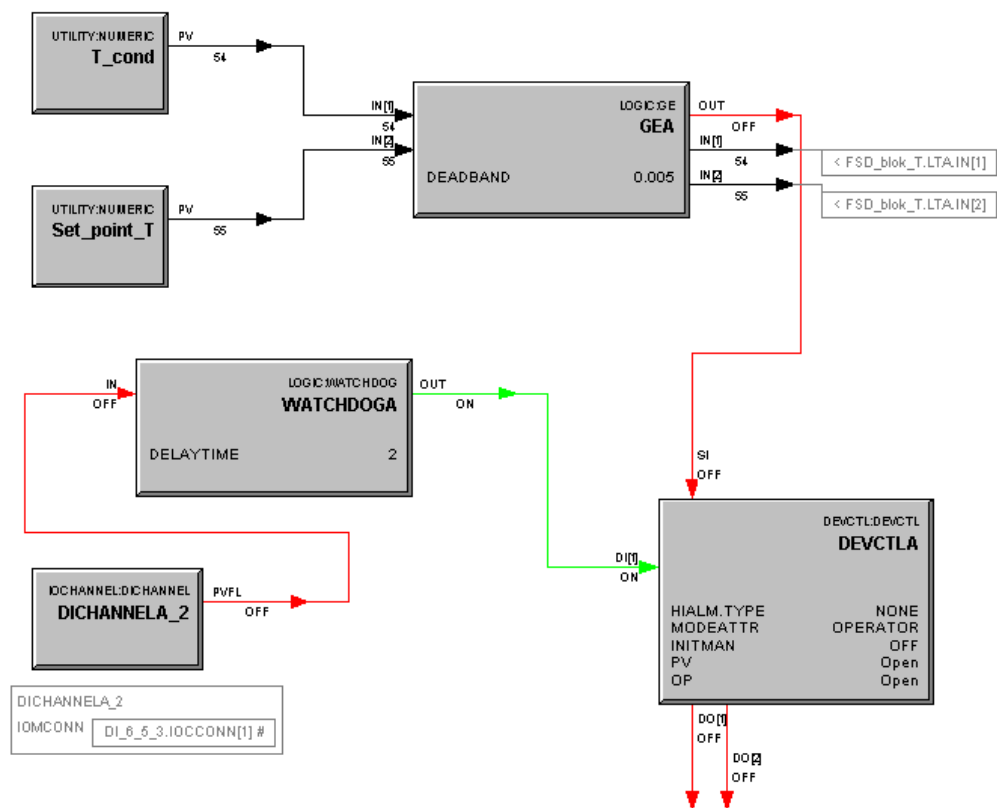 UTILITY:NUMERIC
T_cond
PV
54
UTILITY:NUMERIC
Set_point_T
PV
55
IN[1]
54
IN[2]
55
LOGIC:GE
GEA
DEADBAND 0.005
OUT
OFF
IN[1]
54
IN[2]
55
< FSD_blok_T.LTA.IN[1]
< FSD_blok_T.LTA.IN[2]
IN
OFF
LOGIC:WATCHDOG
WATCHDOGA
DELAYTIME 2
OUT
ON
IOCHANNEL:DICHANNEL
DICHANNELA_2
PVFL
OFF
DICHANNELA_2
IOMCONN DI_6_5_3.IOCCONN[1] #
SI
OFF
DI[1]
ON
DEVCTL:DEVCTL
DEVCTLA
HIALM.TYPE NONE
MODEATTR OPERATOR
INITMAN OFF
PV Open
OP Open
DO[1]
OFF
DO[2]
OFF